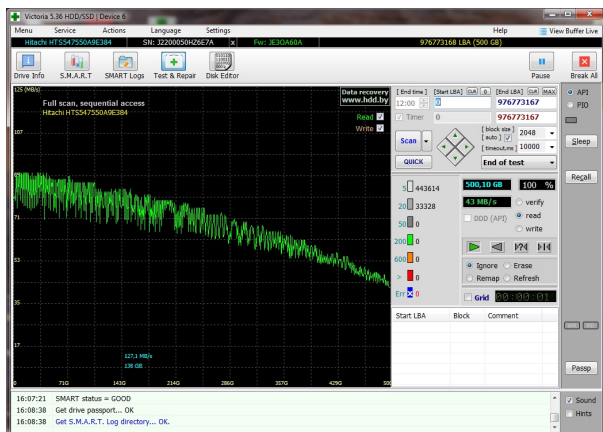 Victoria 5.36 HDD/SSD | Device 6
Menu Service Actions Language Settings Help View Buffer Live
Hitachi HTS547550A9E384 SN: J2200050HZ6E7A x Fw: JE3OA60A 976773168 LBA (500 GB)
Drive Info S.M.A.R.T SMART Logs Test & Repair Disk Editor Pause Break All
125 (MB/s)
Full scan, sequential access
Hitachi HTS547550A9E384
Data recovery
www.hdd.by
Read
Write
107
71
53
35
17
127,1 MB/s
138 GB
0 71G 143G 214G 286G 357G 429G 500
[ End time ] [Start LBA] CUR 0 [End LBA] CUR MAX
12:00 0 976773167
Timer 0 976773167
Scan
QUICK
[ block size ]
[ auto ] 2048
[ timeout,ms ] 10000
End of test
5 443614
20 33328
50 0
200 0
600 0
> 0
Err x 0
500,10 GB 100 %
43 MB/s
verify
DDD (API) read
write
Ignore Erase
Remap Refresh
Grid 00:00:01
Start LBA Block Comment
API
PIO
Sleep
Recall
Passp
16:07:21 SMART status = GOOD
16:08:38 Get drive passport... OK
16:08:38 Get S.M.A.R.T. Log directory... OK.
Sound
Hints